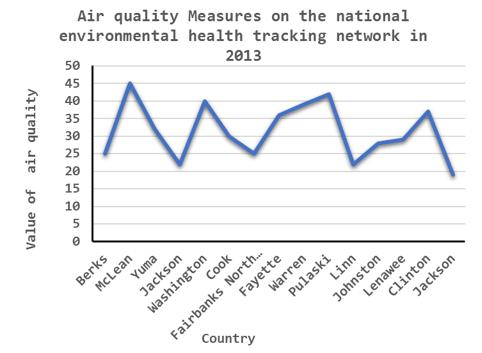 Air quality Measures on the national
environmental health tracking network in
2013
50
45
40
35
30
25
20
15
10
5
0
Value of  air quality
Berks
McLean
Yuma
Jackson
Washington
Cook
Fairbanks North…
Fayette
Warren
Pulaski
Linn
Johnston
Lenawee
Clinton
Jackson
Country